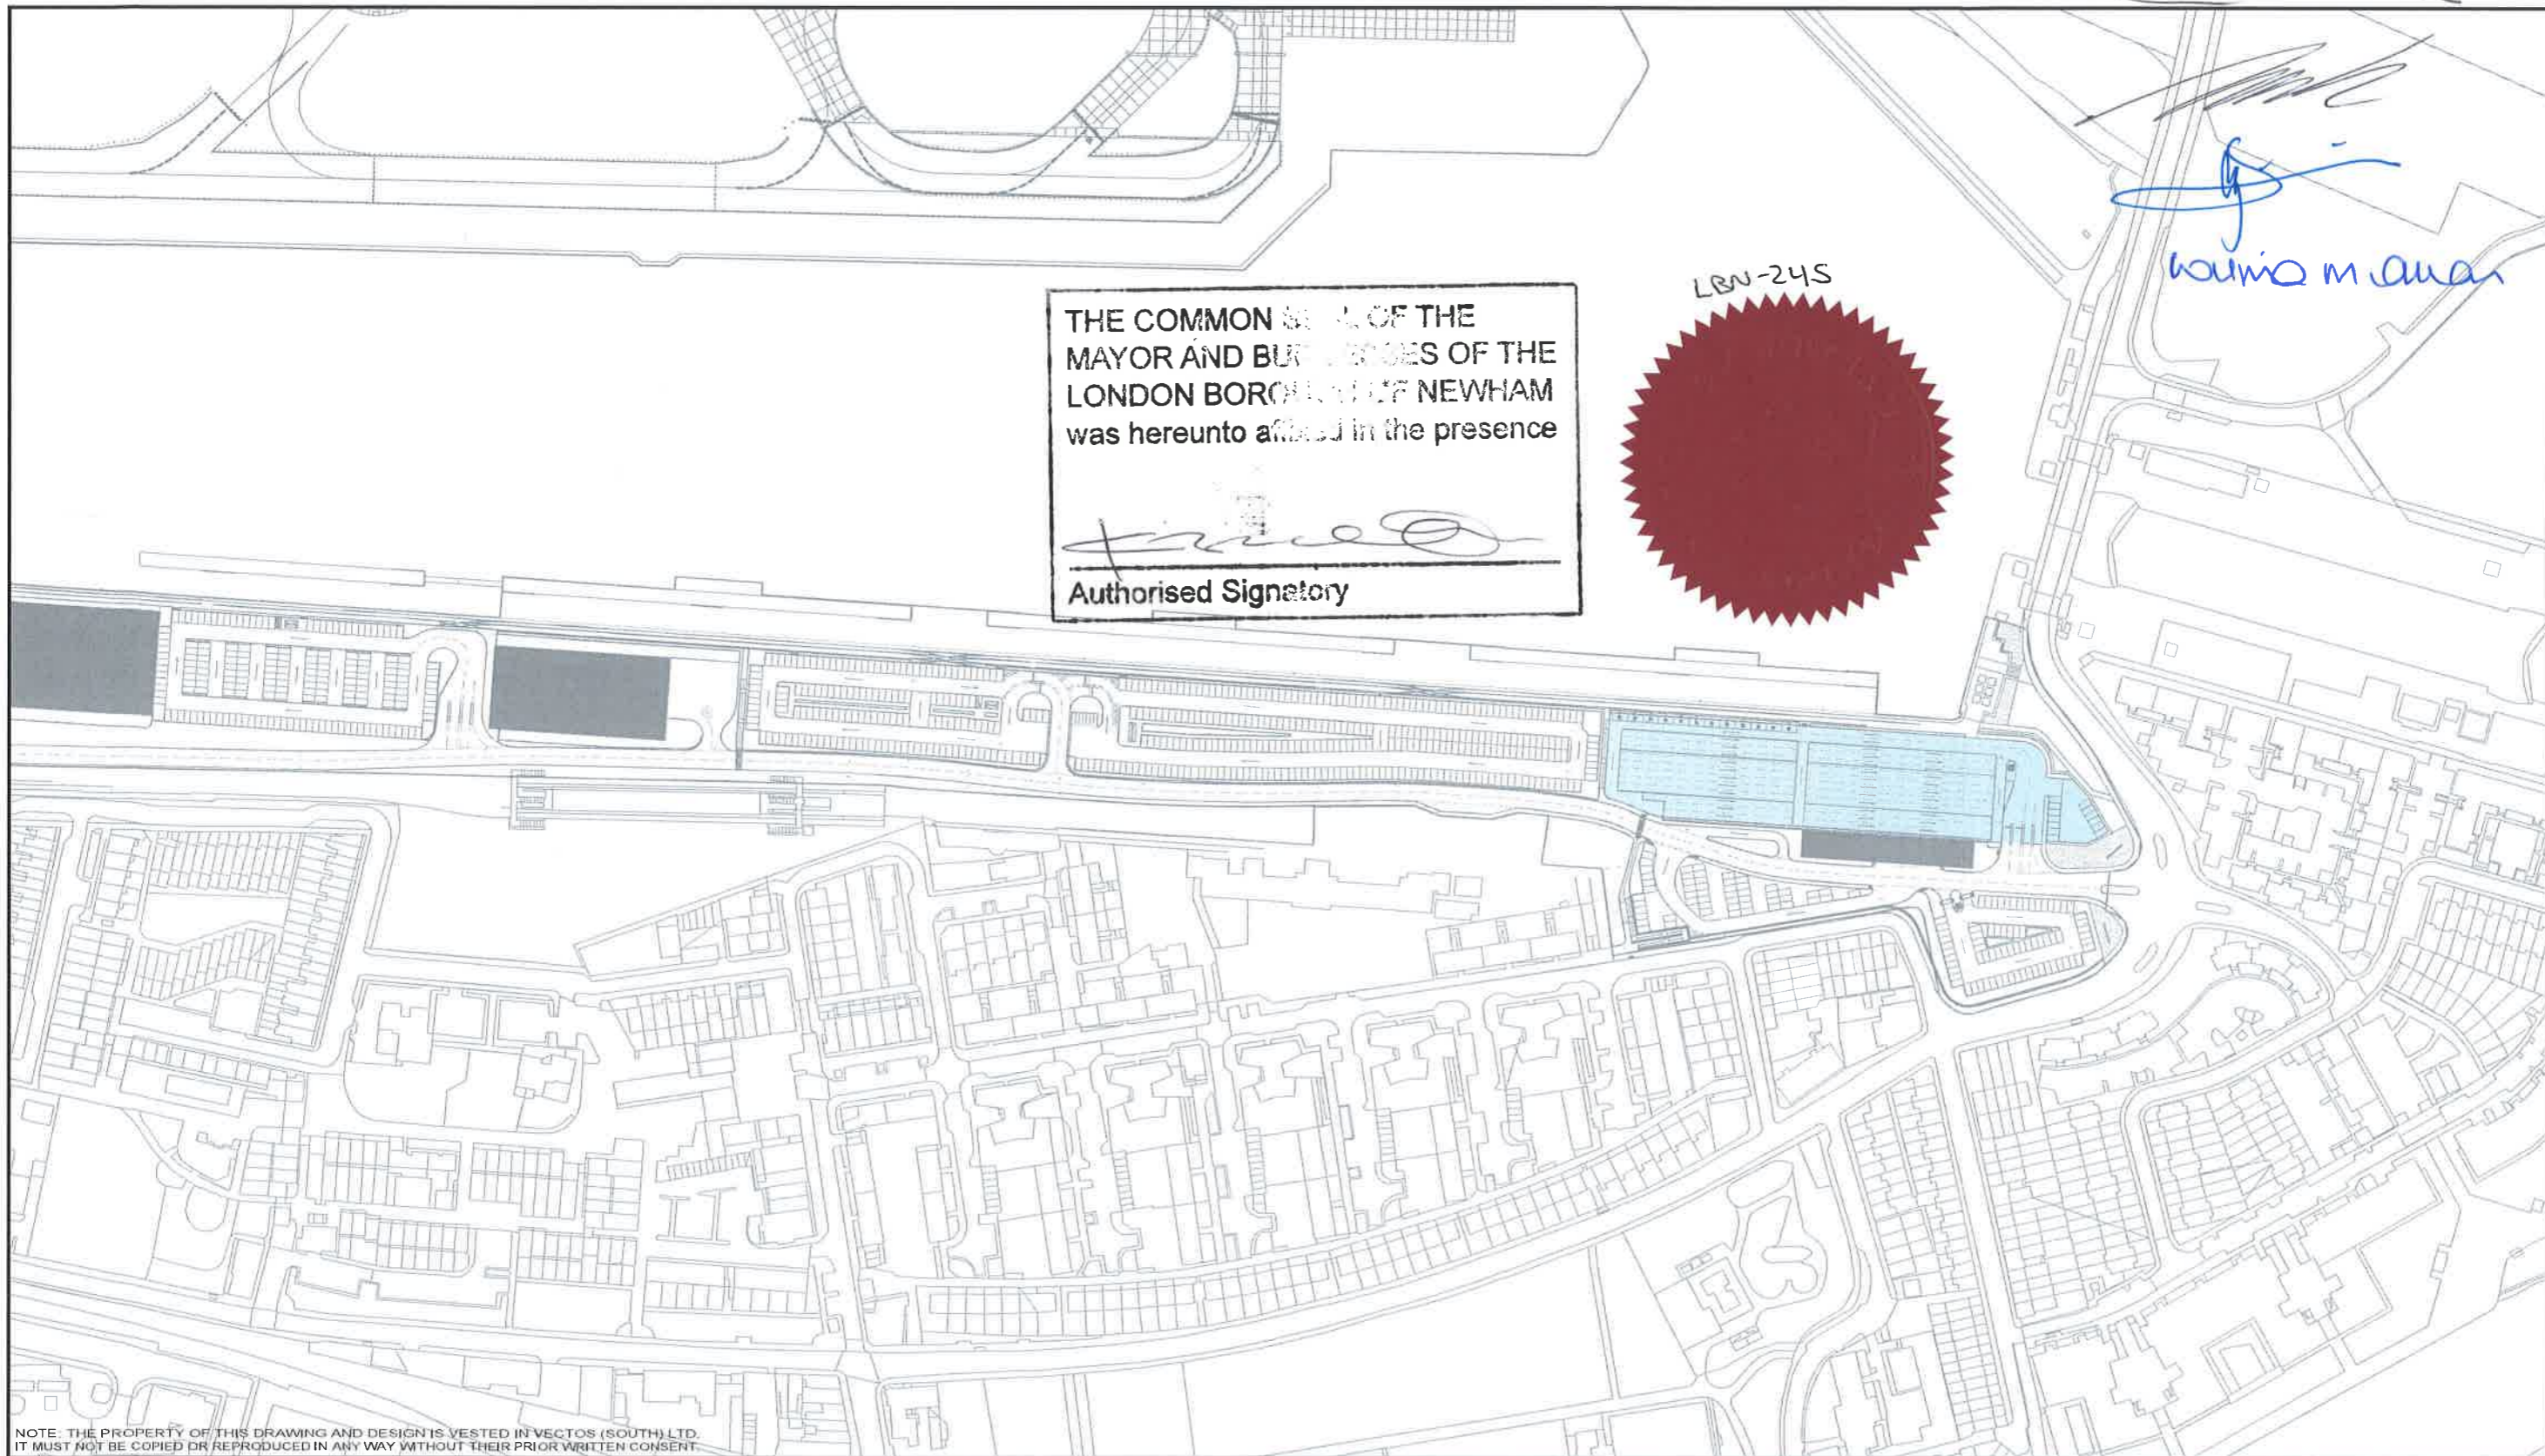 LBN-245
THE COMMON OF THE
MAYOR AND OF THE
LONDON NEWHAM
was hereunto in the presence
Authorised Signatory
NOTE: THE PROPERTY OF THIS DRAWING AND DESIGN IS VESTED IN VECTOS (SOUTH) LTD.
IT MUST NOT BE COPIED OR REPRODUCED IN ANY WAY WITHOUT THEIR PRIOR WRITTEN CONSENT.